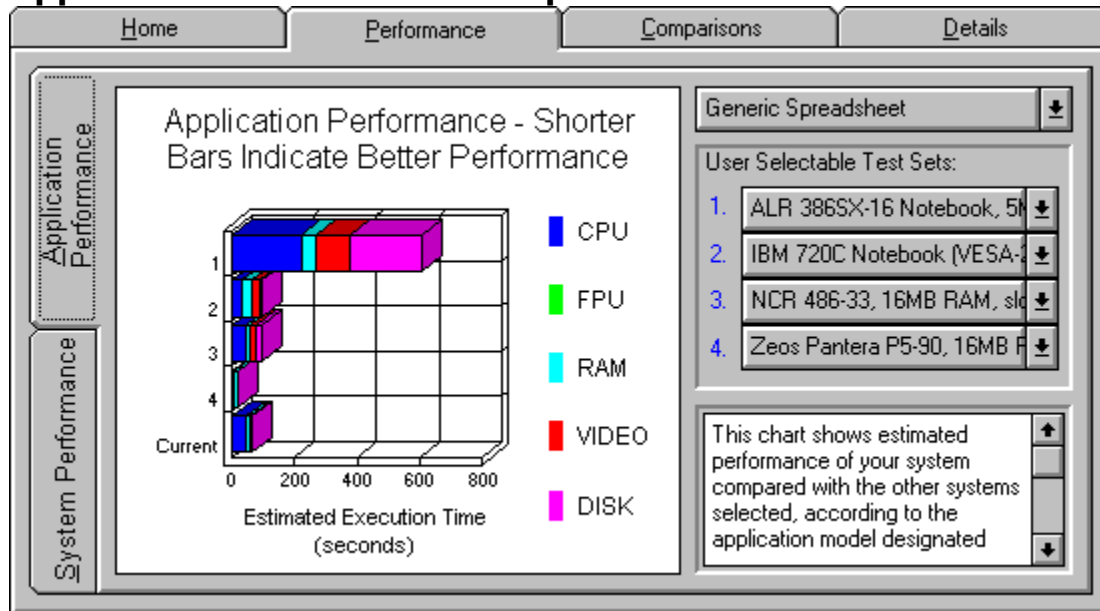 Home
Performance
Comparisons
Details
Application
Performance
System Performance
Application Performance - Shorter
Bars Indicate Better Performance
1
2
3
4
Current
0 200 400 600 800
Estimated Execution Time
(seconds)
CPU
FPU
RAM
VIDEO
DISK
Generic Spreadsheet
User Selectable Test Sets:
1. ALR 386SX-16 Notebook, 5
2. IBM 720C Notebook (VESA-
3. NCR 486-33, 16MB RAM,
4. Zeos Pantera P5-90, 16MB
This chart shows estimated
performance of your system
compared with the other systems
selected, according to the
application model designated